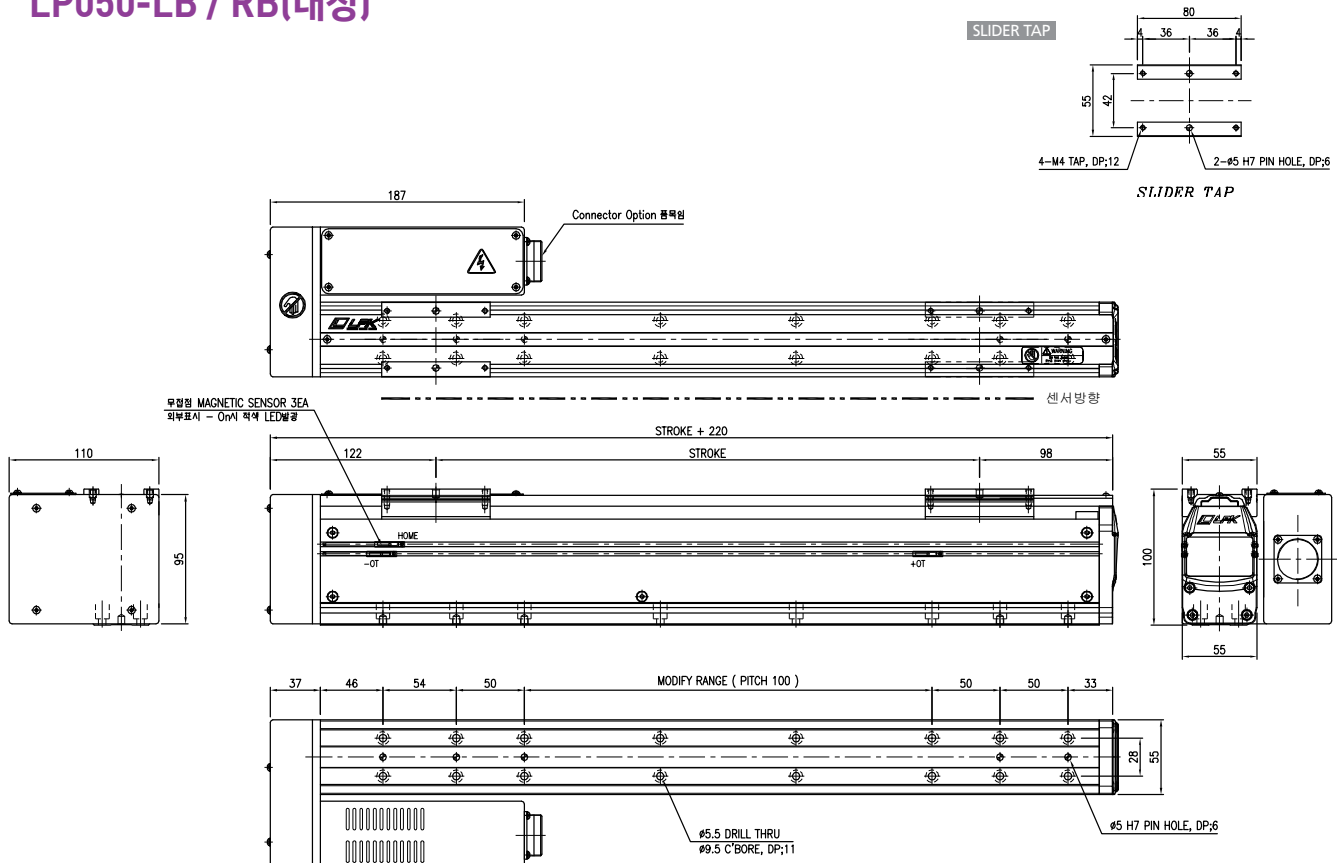 LP050-LB / RB(대칭)
SLIDER TAP
80
4 36 36 4
55
42
4-M4 TAP, DP;12
2-ø5 H7 PIN HOLE, DP;6
SLIDER TAP
187
Connector Option 품목임
LPK
WARNING
센서방향
무접점 MAGNETIC SENSOR 3EA
외부표시 - On시 적색 LED발광
STROKE + 220
122 STROKE 98
110
95
HOME
-OT
+OT
55
LPK
100
55
37 46 54 50 MODIFY RANGE ( PITCH 100 ) 50 50 33
28
55
ø5.5 DRILL THRU
ø9.5 C'BORE, DP;11
ø5 H7 PIN HOLE, DP;6